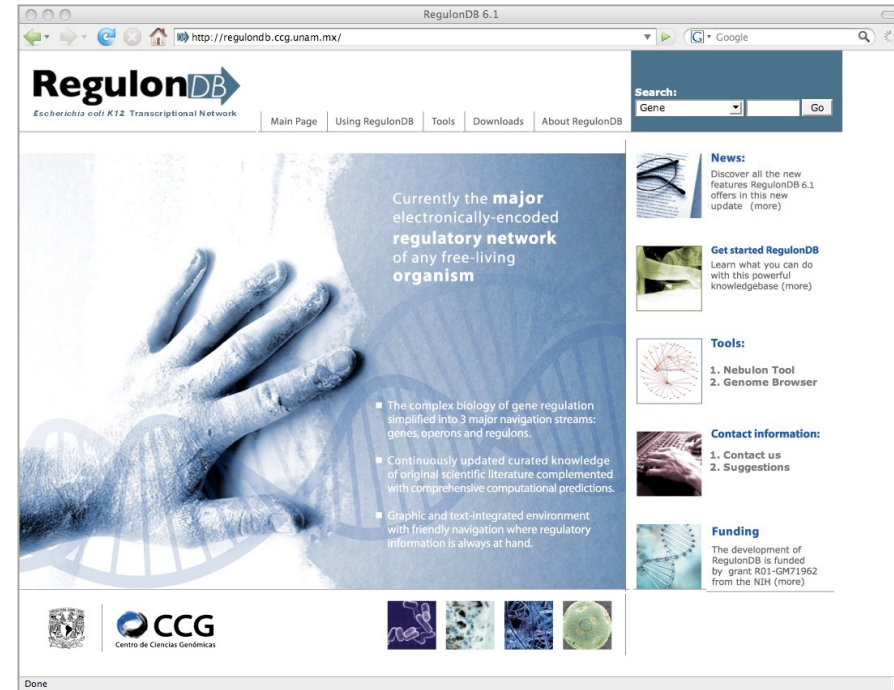 RegulonDB 6.1
http://regulondb.ccg.unam.mx/
G Google
RegulonDB
Escherichia coli K12 Transcriptional Network
Main Page
Using RegulonDB
Tools
Downloads
About RegulonDB
Search:
Gene
Go
Currently the major
electronically-encoded
regulatory network
of any free-living
organism
The complex biology of gene regulation
simplified into 3 major navigation streams:
genes, operons and regulons.
Continuously updated curated knowledge
of original scientific literature complemented
with comprehensive computational predictions.
Graphic and text-integrated environment
with friendly navigation where regulatory
information is always at hand.
News:
Discover all the new
features RegulonDB 6.1
offers in this new
update (more)
Get started RegulonDB
Learn what you can do
with this powerful
knowledgebase (more)
Tools:
1. Nebulon Tool
2. Genome Browser
Contact information:
1. Contact us
2. Suggestions
Funding
The development of
RegulonDB is funded
by grant R01-GM71962
from the NIH (more)
CCG
Centro de Ciencias Genómicas
Done